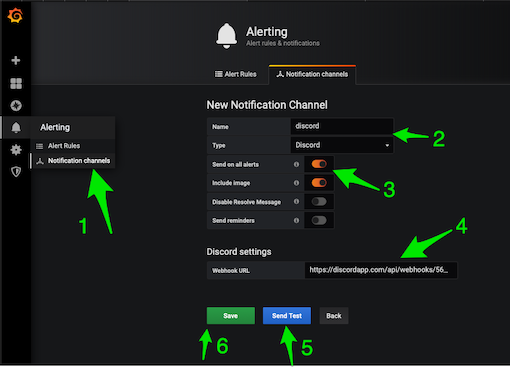 Alerting
Alert rules & notifications
Alert Rules
Notification channels
Alerting
Alert Rules
Notification channels
1
New Notification Channel
Name
discord
2
Type
Discord
Send on all alerts
3
Include image
Disable Resolve Message
Send reminders
Discord settings
4
Webhook URL
https://discordapp.com/api/webhooks/56_
Save
Send Test
Back
6
5